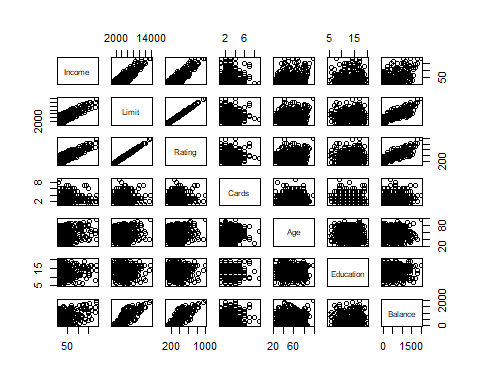 2000 14000
2 6
5 15
Income
50
2000
Limit
Rating
200
2 8
Cards
Age
20 80
5 15
Education
Balance
0 2000
50
200 1000
20 60
0 1500